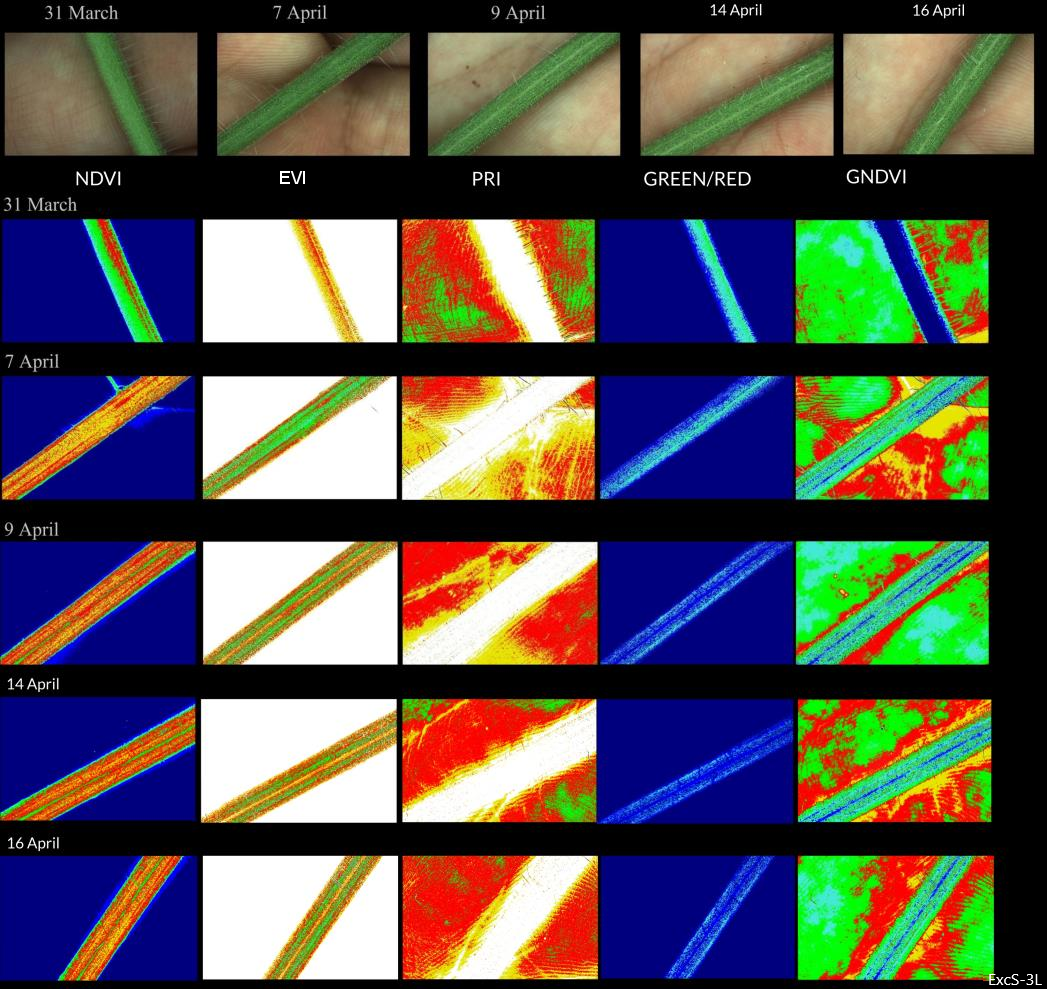 31 March 7 April 9 April 14 April 16 April
NDVI EVI PRI GREEN/RED GNDVI
31 March
7 April
9 April
14 April
16 April
ExcS-3L